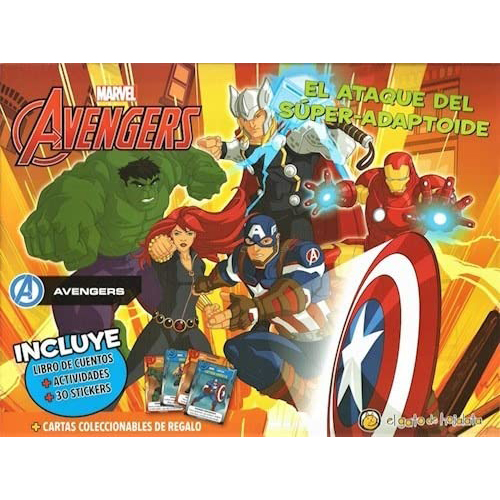 MARVEL
AVENGERS
EL ATAQUE DEL
SÚPER-ADAPTOIDE
A AVENGERS
INCLUYE
LIBRO DE CUENTOS
+ ACTIVIDADES
+ 30 STICKERS
+ CARTAS COLECCIONABLES DE REGALO
el gato de hojalata